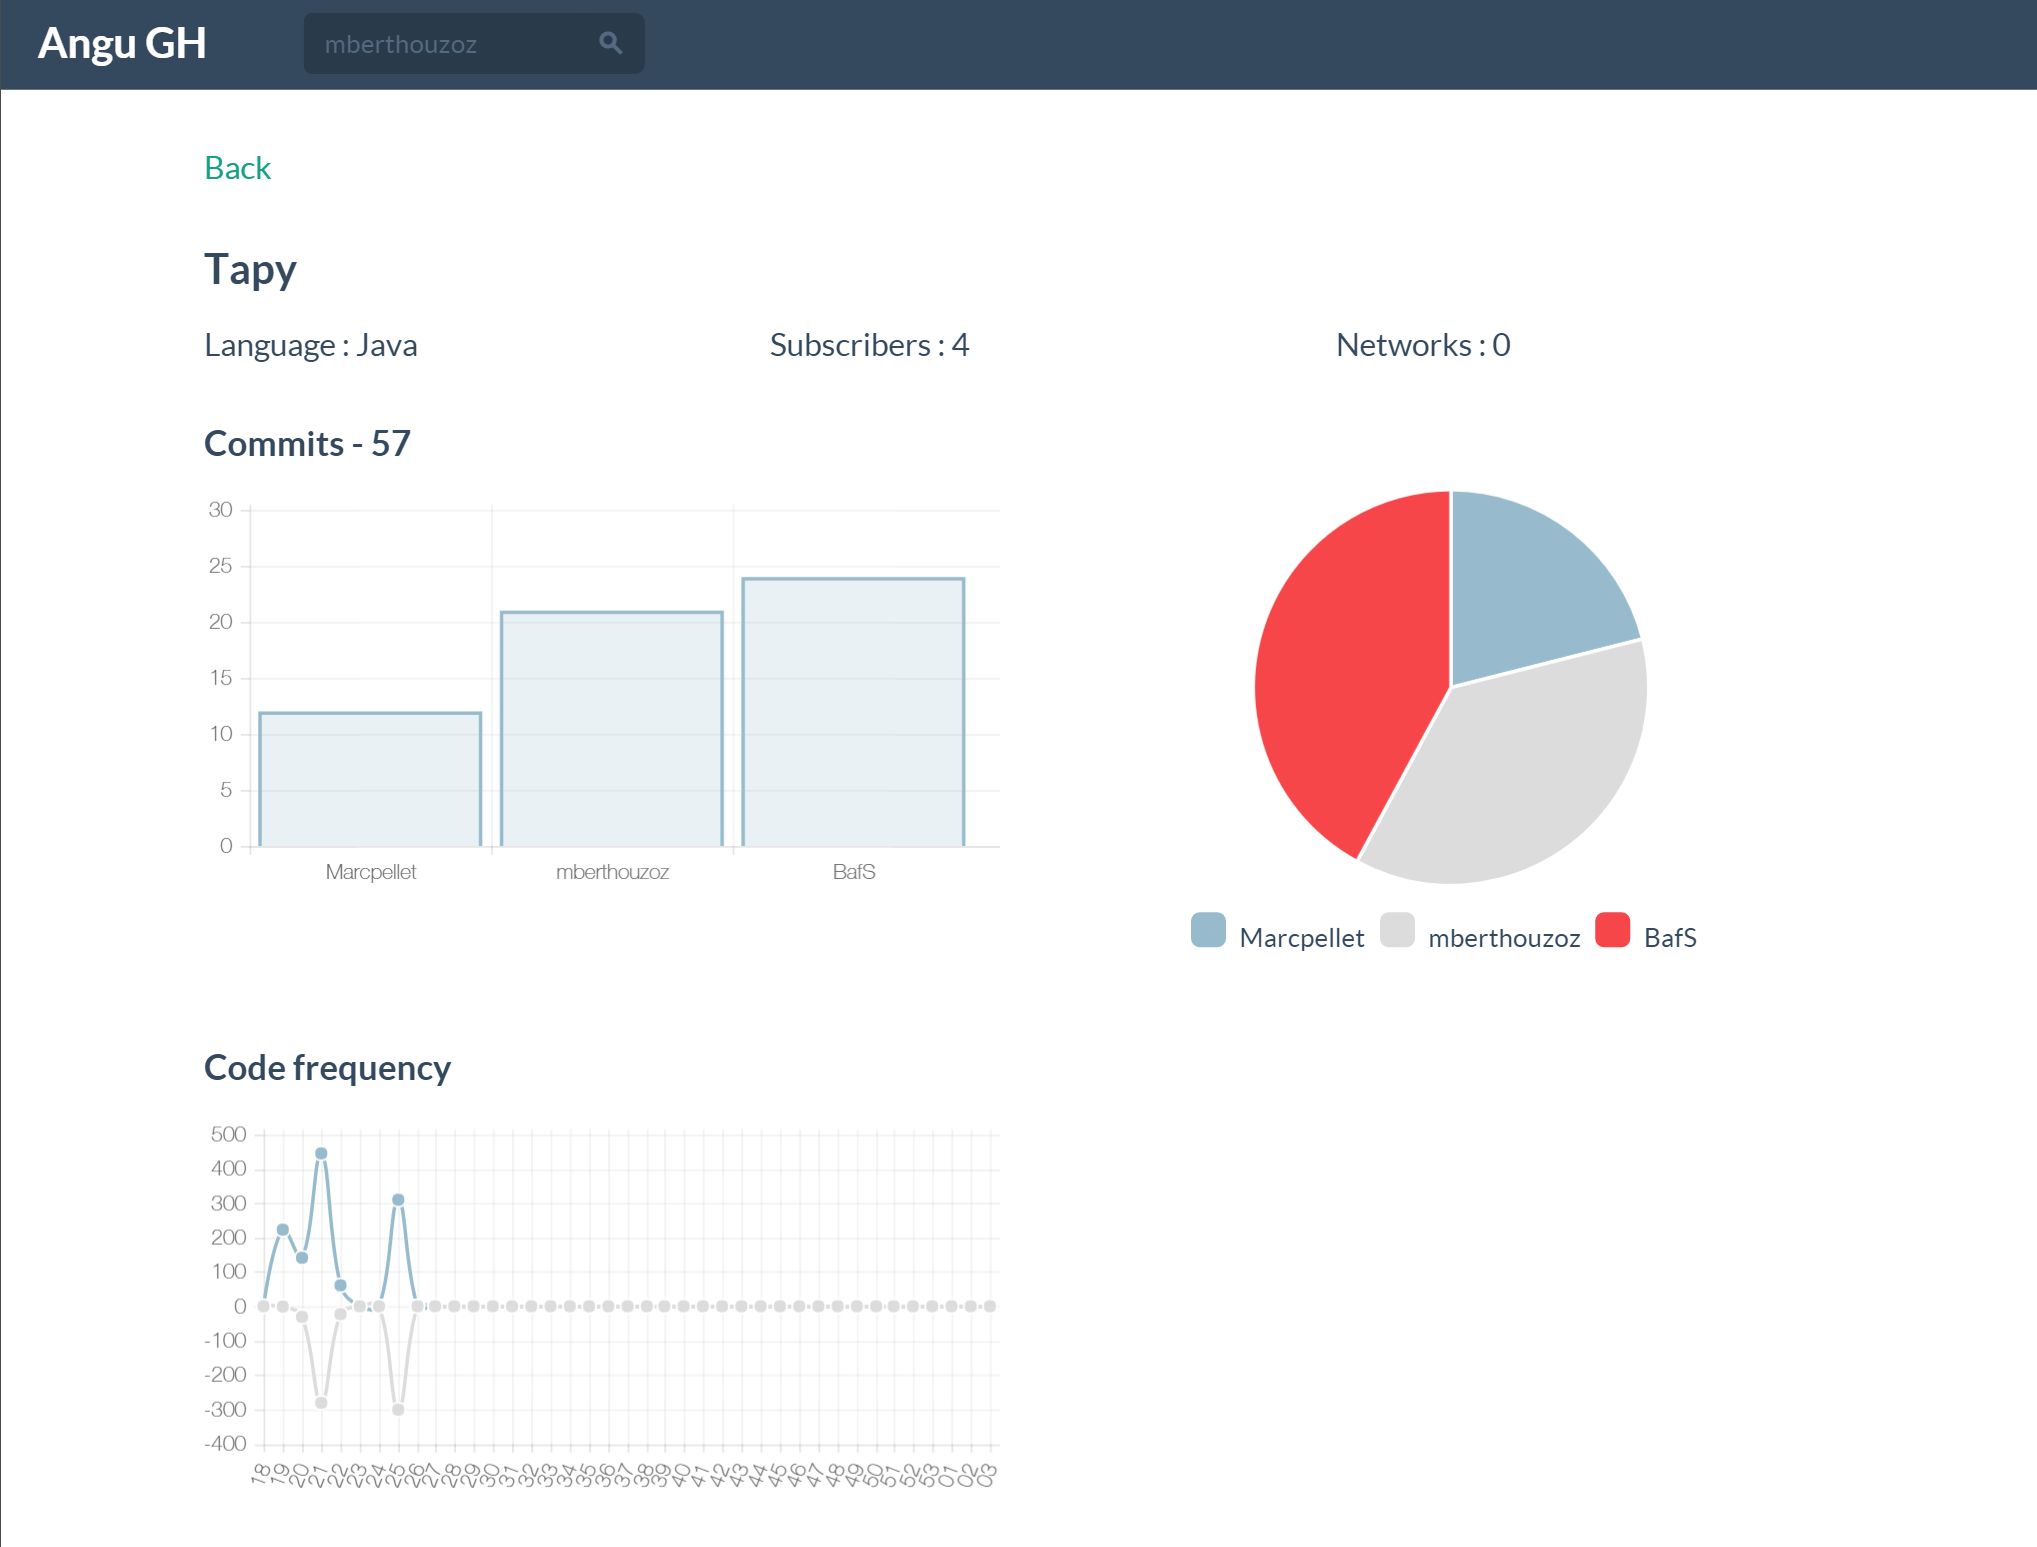 Angu GH mberthouzoz
Back
Tapy
Language : Java Subscribers : 4 Networks : 0
Commits - 57
30
25
20
15
10
5
0
Marcpellet mberthouzoz BafS
Marcpellet mberthouzoz BafS
Code frequency
500
400
300
200
100
0
-100
-200
-300
-400
18 19 20 21 22 23 24 25 26 27 28 29 30 31 32 33 34 35 36 37 38 39 40 41 42 43 44 45 46 47 48 49 50 51 52 53 01 02 03